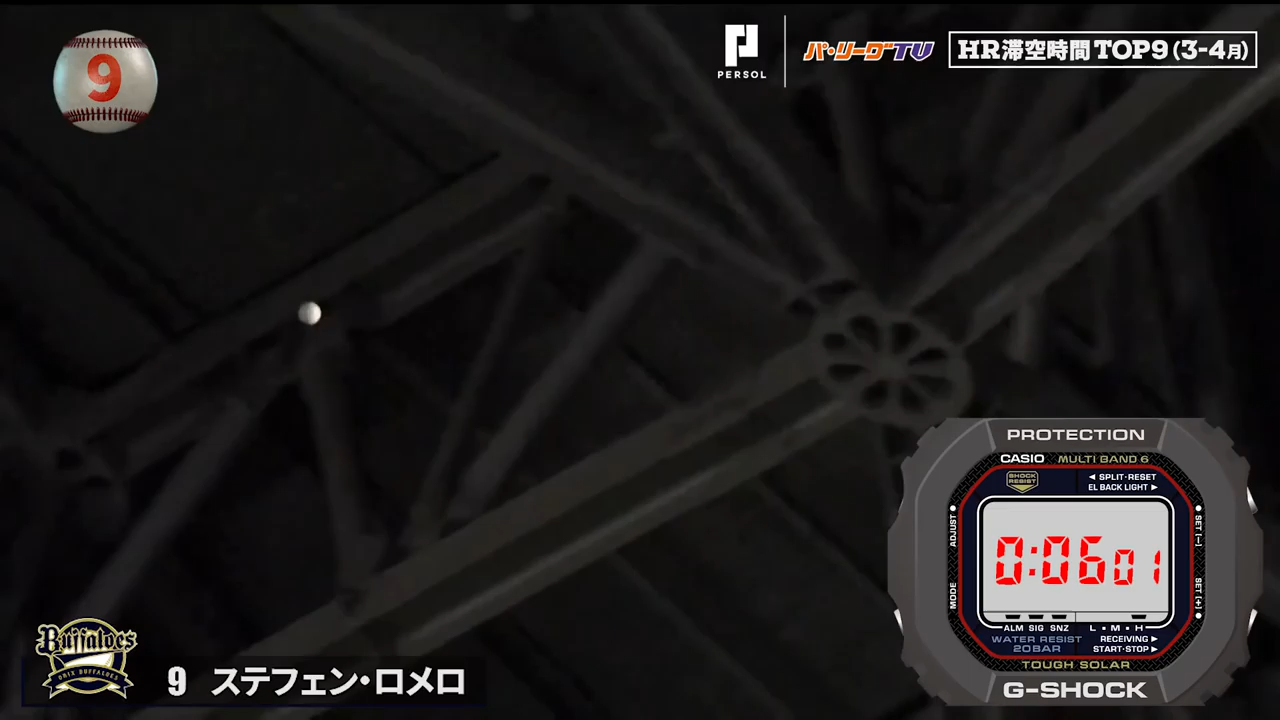 9
PERSOL
パ・リーグTV
HR滞空時間TOP9(3-4月)
PROTECTION
CASIO MULTI BAND 6
SHOCK RESIST
◀ SPLIT·RESET
EL BACK LIGHT ▶
ADJUST
SET [–]
0:06 01
MODE
SET [+]
ALM SIG SNZ L • M • H
WATER RESIST
20BAR
RECEIVING ▶
START·STOP ▶
TOUGH SOLAR
G-SHOCK
Buffaloes
ORIX BUFFALOES
9 ステフェン・ロメロ